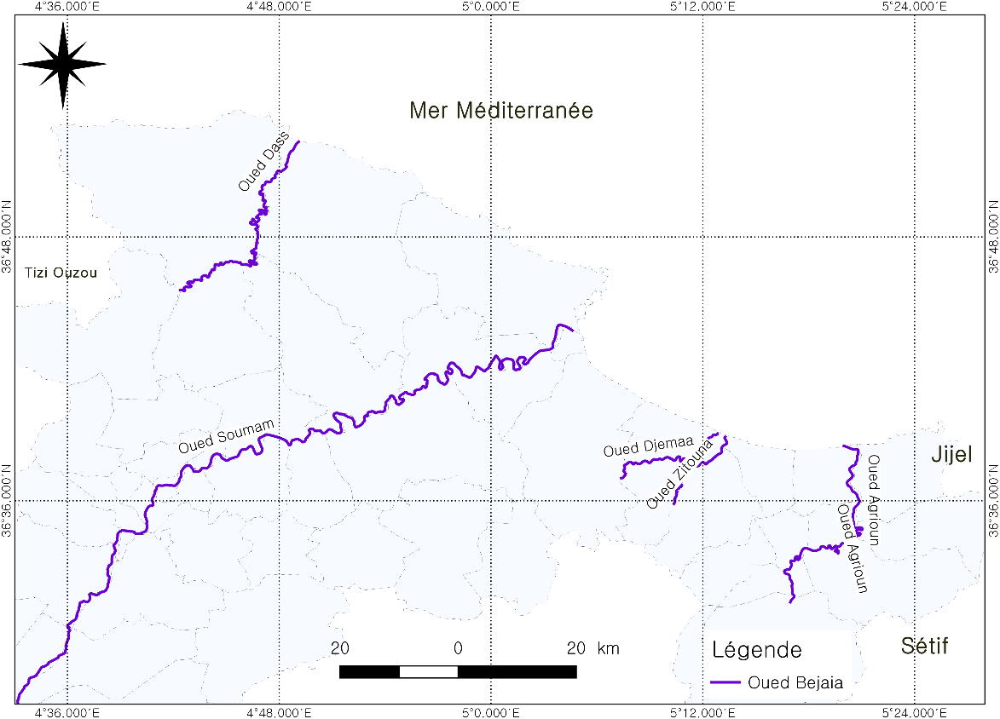 4°36.000′E 4°48.000′E 5°0.000′E 5°12.000′E 5°24.000′E
Mer Méditerranée
Oued Dass
36°48.000′N
36°48.000′N
Tizi Ouzou
Oued Soumam
Oued Djemaa
Oued Zitouna
Jijel
Oued Agrioun
Oued Agrioun
36°36.000′N
36°36.000′N
20 0 20 km
Légende
Oued Bejaia
Sétif
4°36.000′E 4°48.000′E 5°0.000′E 5°12.000′E 5°24.000′E